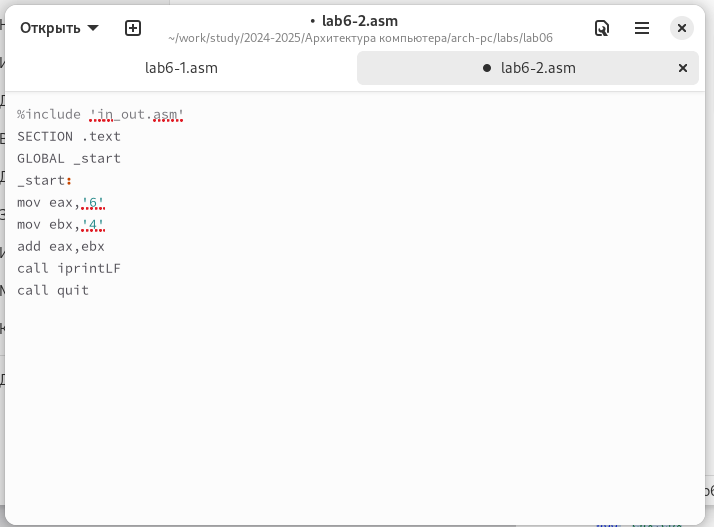 Открыть
• lab6-2.asm
~/work/study/2024-2025/Архитектура компьютера/arch-pc/labs/lab06
lab6-1.asm
● lab6-2.asm
%include 'in_out.asm'
SECTION .text
GLOBAL _start
_start:
mov eax,'6'
mov ebx,'4'
add eax,ebx
call iprintLF
call quit